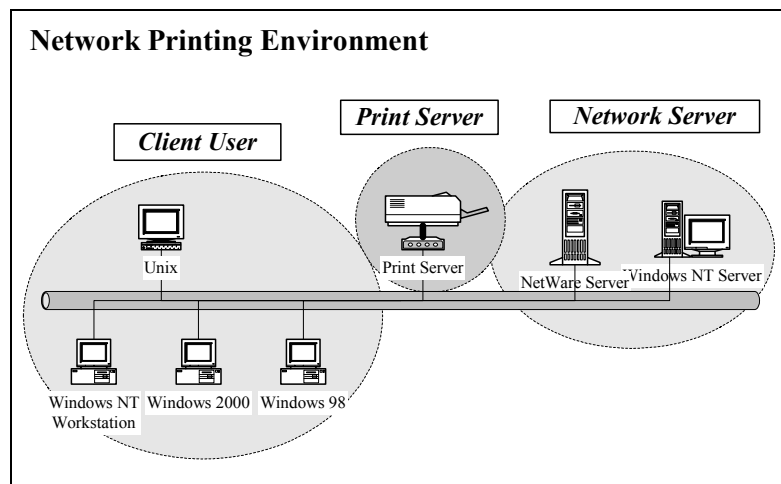 Network Printing Environment
Print Server
Network Server
Client User
Unix
Print Server
NetWare Server
Windows NT Server
Windows NT
Workstation
Windows 2000
Windows 98